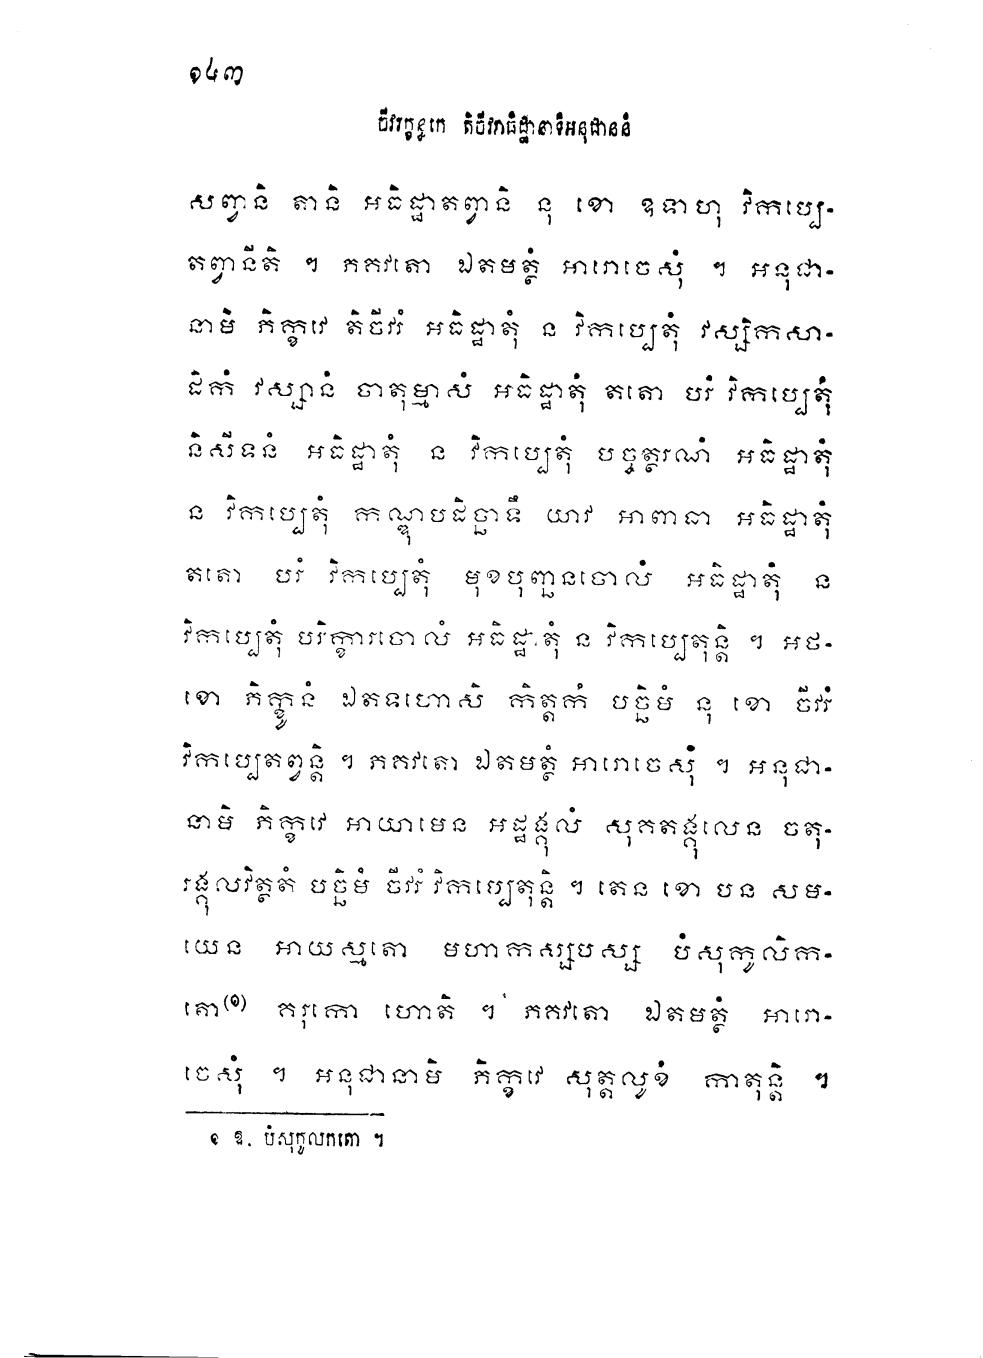 ១៤៣
ចីវរក្ខន្ធកេ តិចីវរាធិដ្ឋានាទិអនុជាននំ
សព្វានិ តានិ អធិដ្ឋាតព្វានិ នុ ខោ ឧទាហុ វិកប្បេ-
តព្វានីតិ ។ ភគវតោ ឯតមត្ថំ អារោចេសុំ ។ អនុជា-
នាមិ ភិក្ខវេ តិចីវរំ អធិដ្ឋាតុំ ន វិកប្បេតុំ វស្សិកសា-
ដិកំ វស្សានំ ចាតុម្មាសំ អធិដ្ឋាតុំ តតោ បរំ វិកប្បេតុំ
និសីទនំ អធិដ្ឋាតុំ ន វិកប្បេតុំ បច្ចត្ថរណំ អធិដ្ឋាតុំ
ន វិកប្បេតុំ កណ្ឌុបដិច្ឆាទឹ យាវ អាពាធា អធិដ្ឋាតុំ
តតោ បរំ វិកប្បេតុំ មុខបុញ្ឆនចោលំ អធិដ្ឋាតុំ ន
វិកប្បេតុំ បរិក្ខារចោលំ អធិដ្ឋាតុំ ន វិកប្បេតុន្តិ ។ អថ-
ខោ ភិក្ខូនំ ឯតទហោសិ កិត្តកំ បច្ឆិមំ នុ ខោ ចីវរំ
វិកប្បេតព្វន្តិ ។ ភគវតោ ឯតមត្ថំ អារោចេសុំ ។ អនុជា-
នាមិ ភិក្ខវេ អាយាមេន អដ្ឋង្គុលំ សុគតង្គុលេន ចតុ-
រង្គុលវិត្ថតំ បច្ឆិមំ ចីវរំ វិកប្បេតុន្តិ ។ តេន ខោ បន សម-
យេន អាយស្មតោ មហាកស្សបស្ស បំសុកូលិក-
តោ(១) គរុកោ ហោតិ ។ ភគវតោ ឯតមត្ថំ អារោ-
ចេសុំ ។ អនុជានាមិ ភិក្ខវេ សុត្តលូខំ កាតុន្តិ ។
១ ឱ. បំសុកូលកតោ ។